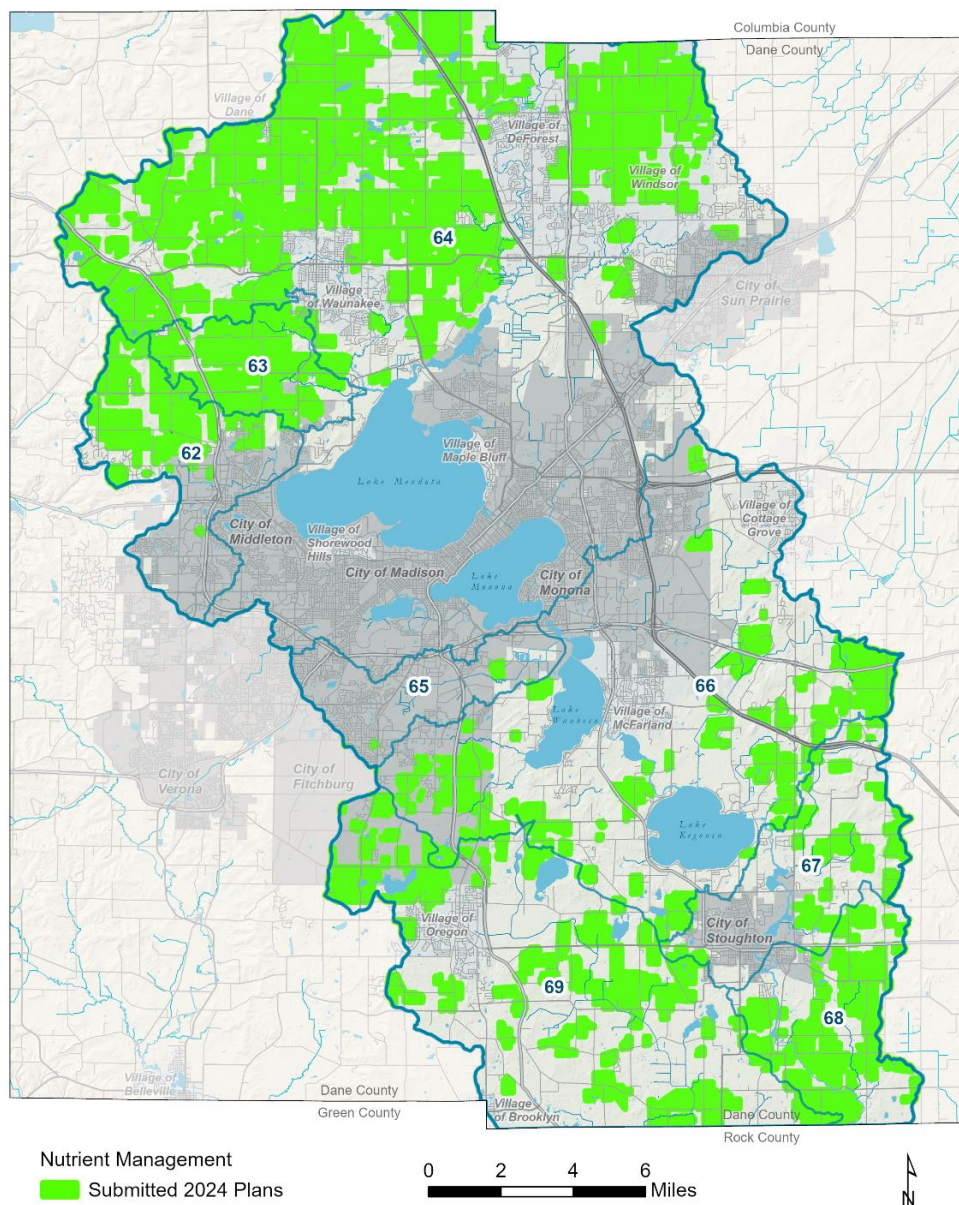 Columbia County
Dane County
Village of
Dane
Village of
DeForest
Village of
Windsor
64
Village
of Waunakee
City of
Sun Prairie
63
62
Village of
Maple Bluff
Lake Mendota
Village of
Cottage
Grove
City of
Middleton
Village of
Shorewood
Hills
City of Madison
Lake
Monona
City of
Monona
65
66
Lake
Waubesa
Village of
McFarland
City of
Verona
City of
Fitchburg
Lake
Kegonsa
67
Village of
Oregon
City of
Stoughton
69
68
Village of
Belleville
Dane County
Green County
Village
of Brooklyn
Dane County
Rock County
Nutrient Management
Submitted 2024 Plans
0 2 4 6
Miles
N